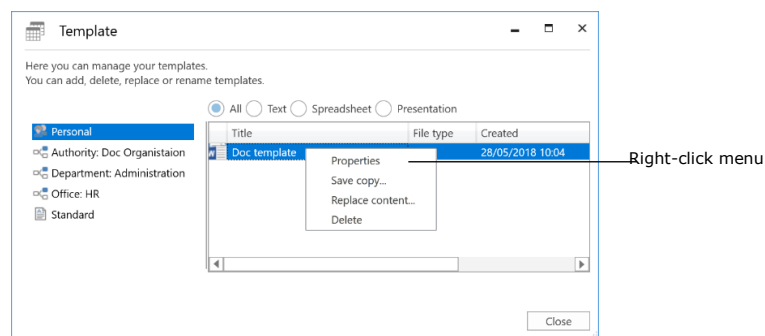 Template
Here you can manage your templates.
You can add, delete, replace or rename templates.
All Text Spreadsheet Presentation
Personal
Authority: Doc Organistaion
Department: Administration
Office: HR
Standard
Title File type Created
Doc template 28/05/2018 10:04
Properties
Save copy...
Replace content...
Delete
Right-click menu
Close